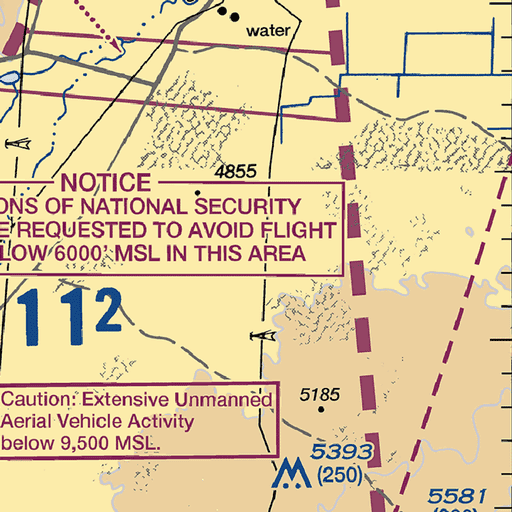 water
4855
NOTICE
ONS OF NATIONAL SECURITY
E REQUESTED TO AVOID FLIGHT
LOW 6000' MSL IN THIS AREA
11²
Caution: Extensive Unmanned
Aerial Vehicle Activity
below 9,500 MSL.
5185
5393
(250)
5581